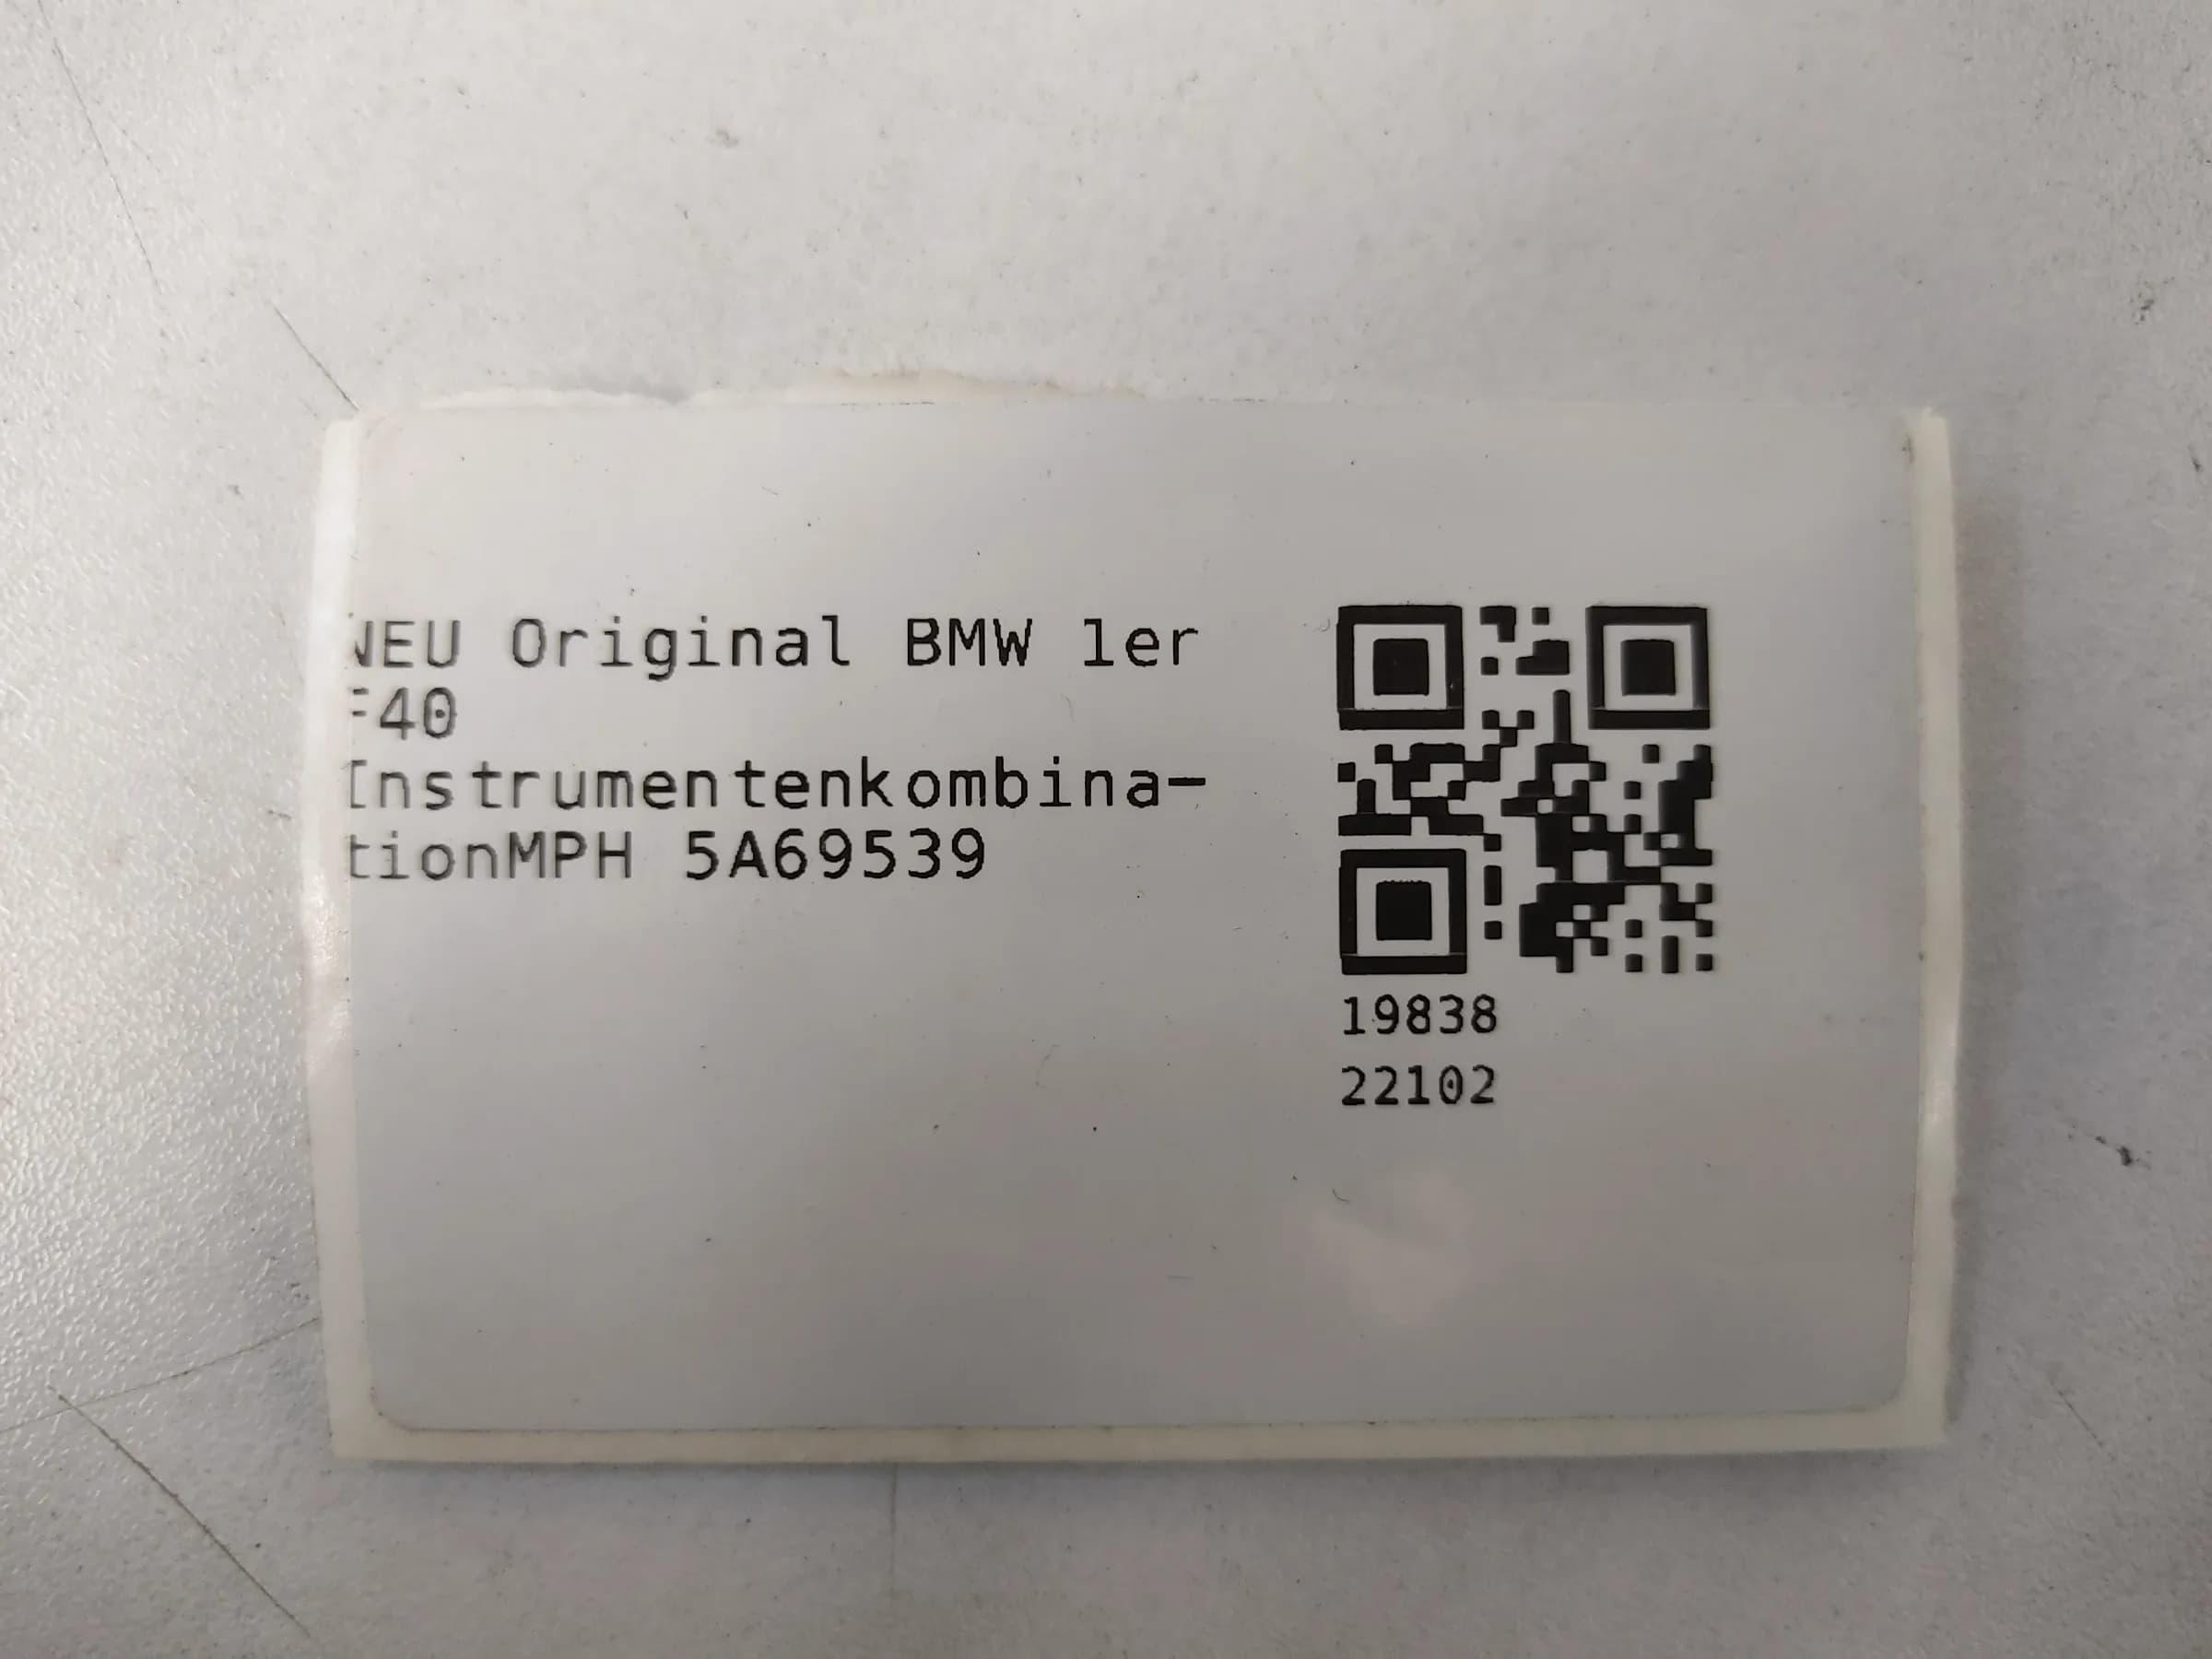 NEU Original BMW 1er
F40
Instrumentenkombina-
tionMPH 5A69539
19838
22102